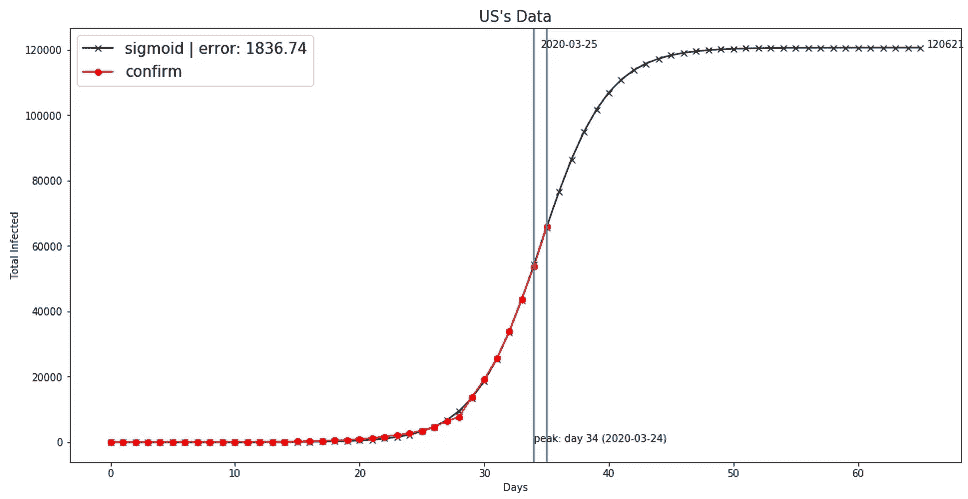 US's Data
sigmoid | error: 1836.74
confirm
2020-03-25
120621
120000
100000
80000
60000
40000
20000
0
Total Infected
peak: day 34 (2020-03-24)
0 10 20 30 40 50 60
Days